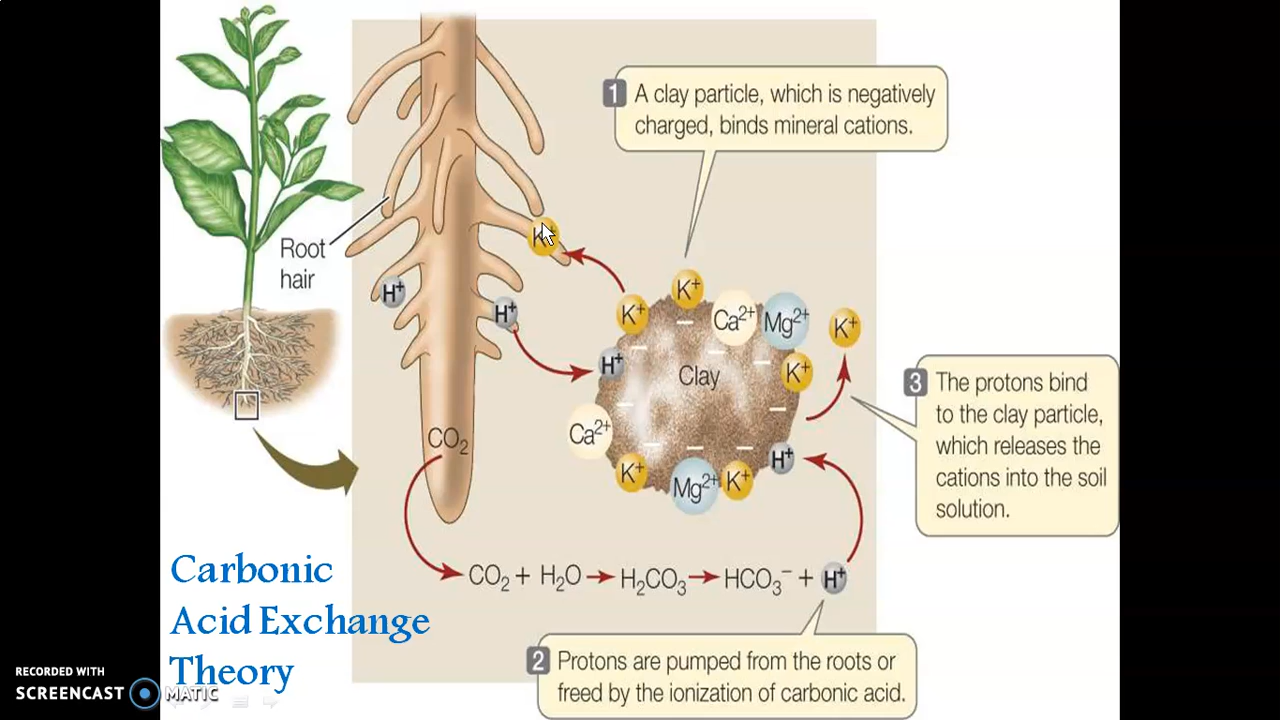 1 A clay particle, which is negatively
charged, binds mineral cations.
Root
hair
K⁺
H⁺
H⁺
K⁺
K⁺
Ca²⁺
Mg²⁺
K⁺
H⁺
Clay
K⁺
Ca²⁺
K⁺
Mg²⁺
K⁺
H⁺
3 The protons bind
to the clay particle,
which releases the
cations into the soil
solution.
CO₂
CO₂ + H₂O → H₂CO₃ → HCO₃⁻ + H⁺
Carbonic
Acid Exchange
Theory
2 Protons are pumped from the roots or
freed by the ionization of carbonic acid.
RECORDED WITH
SCREENCAST MATIC